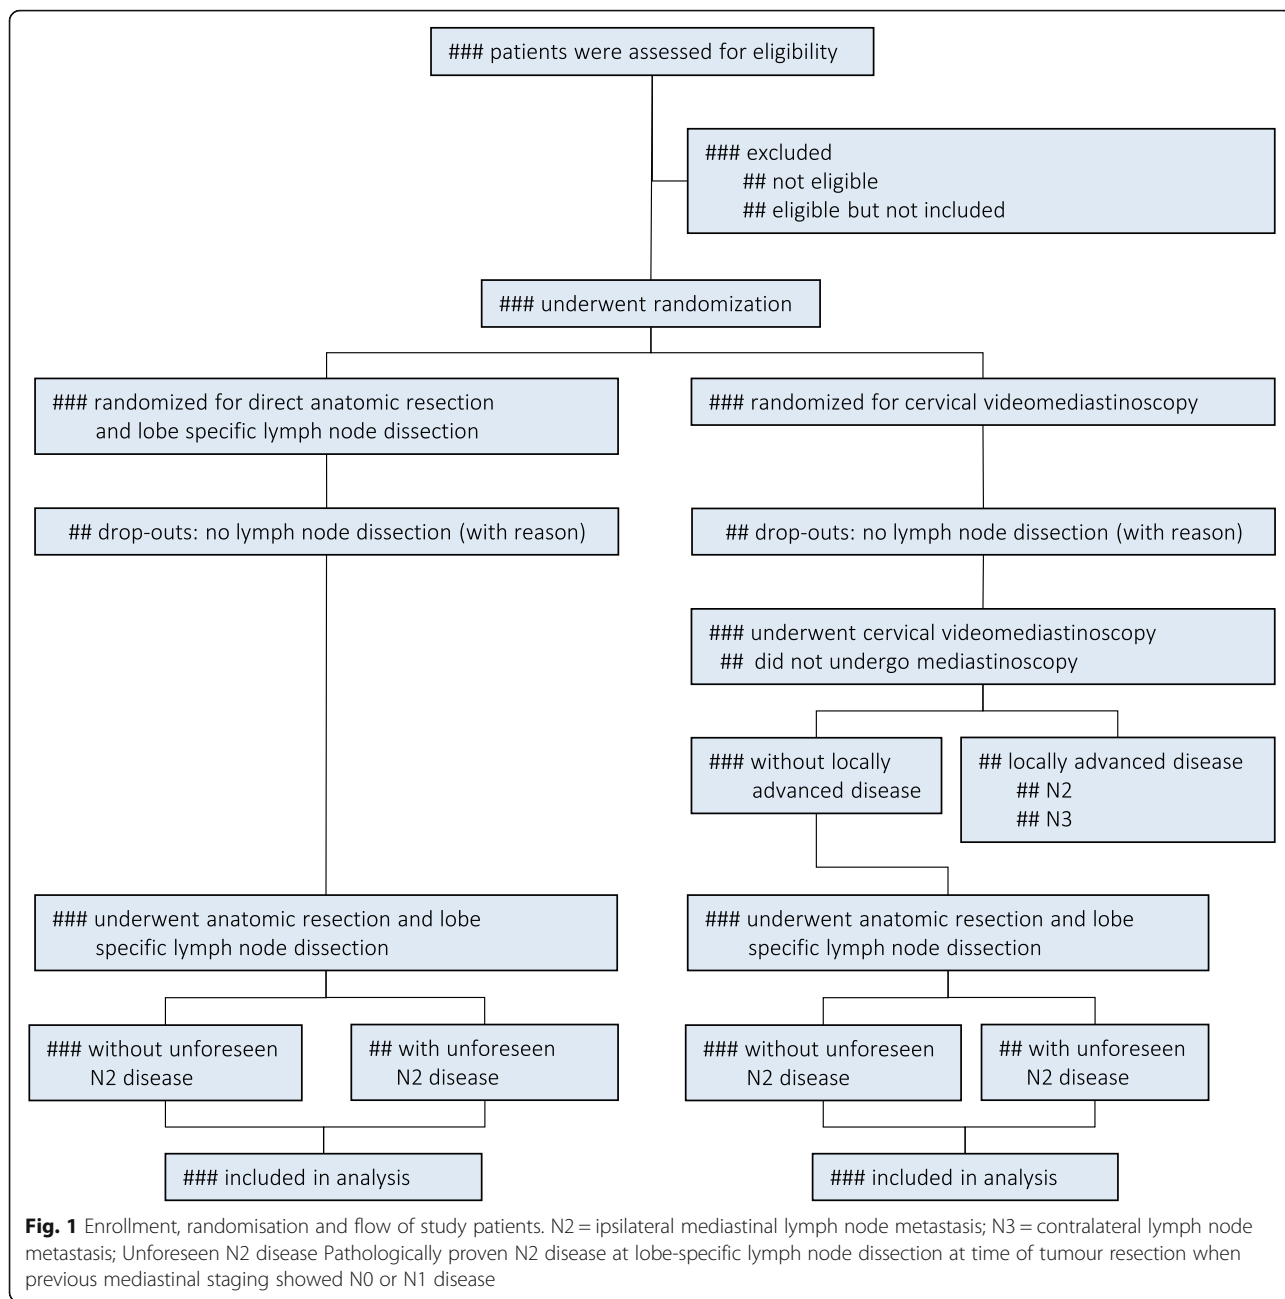 ### patients were assessed for eligibility
### excluded
## not eligible
## eligible but not included
### underwent randomization
### randomized for direct anatomic resection
and lobe specific lymph node dissection
### randomized for cervical videomediastinoscopy
## drop-outs: no lymph node dissection (with reason)
## drop-outs: no lymph node dissection (with reason)
### underwent cervical videomediastinoscopy
## did not undergo mediastinoscopy
### without locally
advanced disease
## locally advanced disease
## N2
## N3
### underwent anatomic resection and lobe
specific lymph node dissection
### underwent anatomic resection and lobe
specific lymph node dissection
### without unforeseen
N2 disease
## with unforeseen
N2 disease
### without unforeseen
N2 disease
## with unforeseen
N2 disease
### included in analysis
### included in analysis
Fig. 1 Enrollment, randomisation and flow of study patients. N2 = ipsilateral mediastinal lymph node metastasis; N3 = contralateral lymph node
metastasis; Unforeseen N2 disease Pathologically proven N2 disease at lobe-specific lymph node dissection at time of tumour resection when
previous mediastinal staging showed N0 or N1 disease